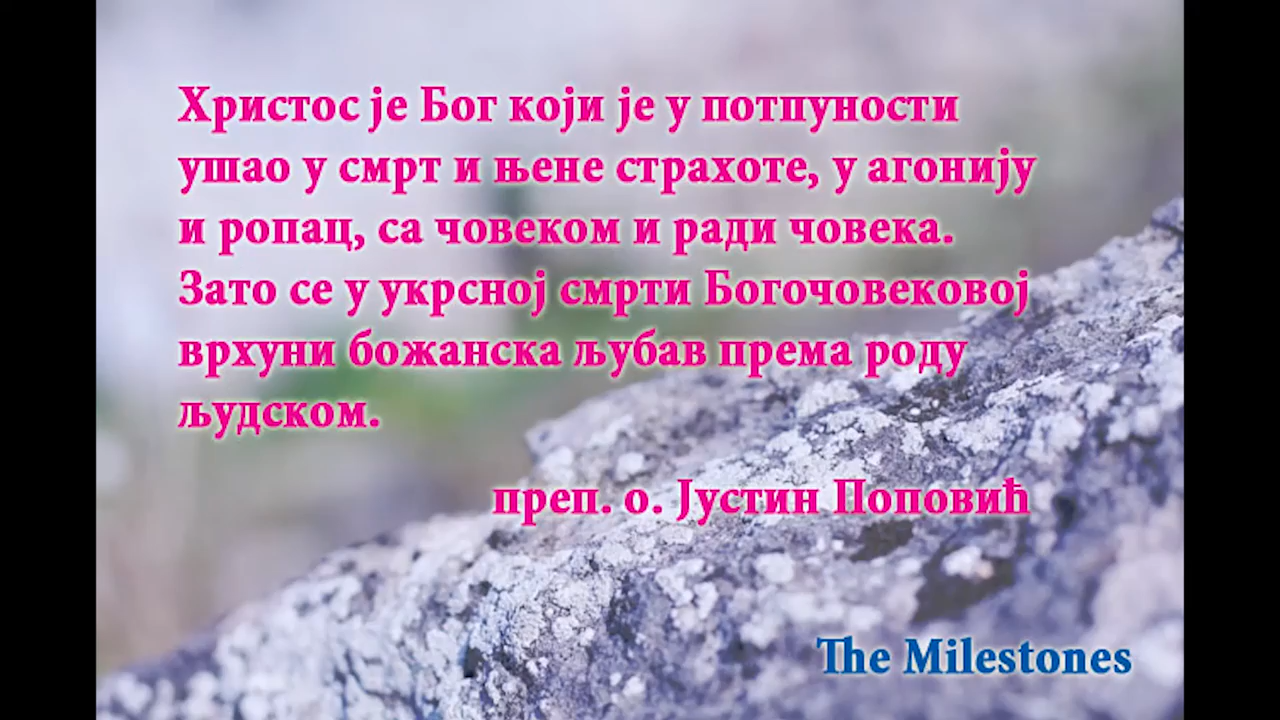 Христос је Бог који је у потпуности
ушао у смрт и њене страхоте, у агонију
и ропац, са човеком и ради човека.
Зато се у укрсној смрти Богочовековој
врхуни божанска љубав према роду
људском.
преп. о. Јустин Поповић
The Milestones